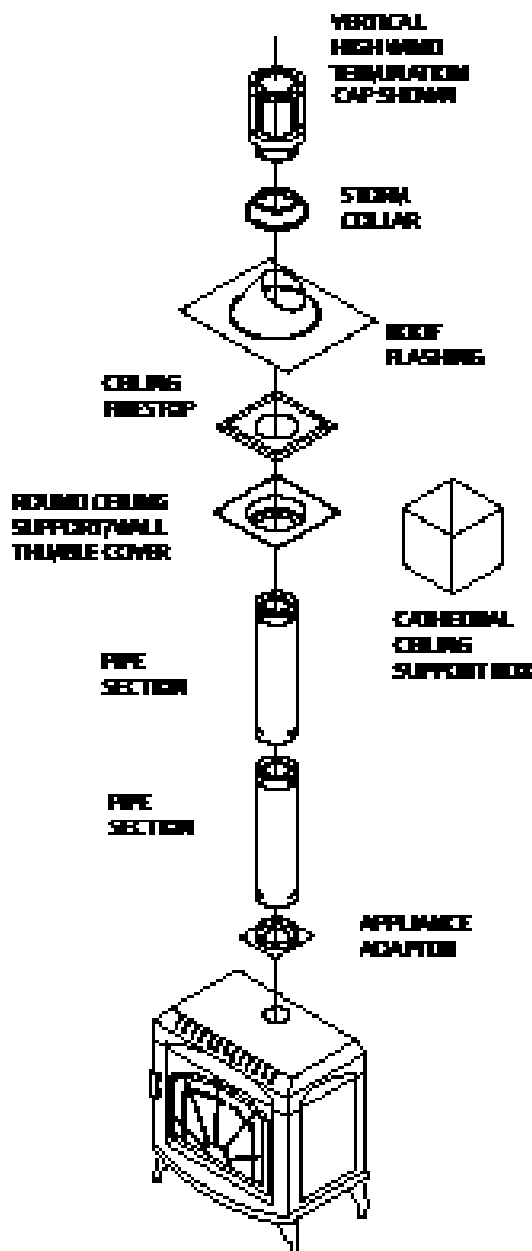 VERTICAL
HIGH WIND
TERMINATION
CAP SHOWN
STORM
COLLAR
ROOF
FLASHING
CEILING
FIRESTOP
ROUND CEILING
SUPPORT/WALL
THIMBLE COVER
CATHEDRAL
CEILING
SUPPORT BOX
PIPE
SECTION
PIPE
SECTION
APPLIANCE
ADAPTOR